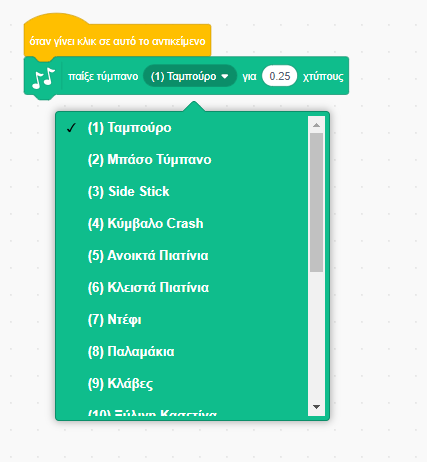 όταν γίνει κλικ σε αυτό το αντικείμενο
παίξε τύμπανο (1) Ταμπούρο για 0.25 χτύπους
(1) Ταμπούρο
(2) Μπάσο Τύμπανο
(3) Side Stick
(4) Κύμβαλο Crash
(5) Ανοικτά Πιατίνια
(6) Κλειστά Πιατίνια
(7) Ντέφι
(8) Παλαμάκια
(9) Κλάβες
(10) Ξύλινη Κασετίνα